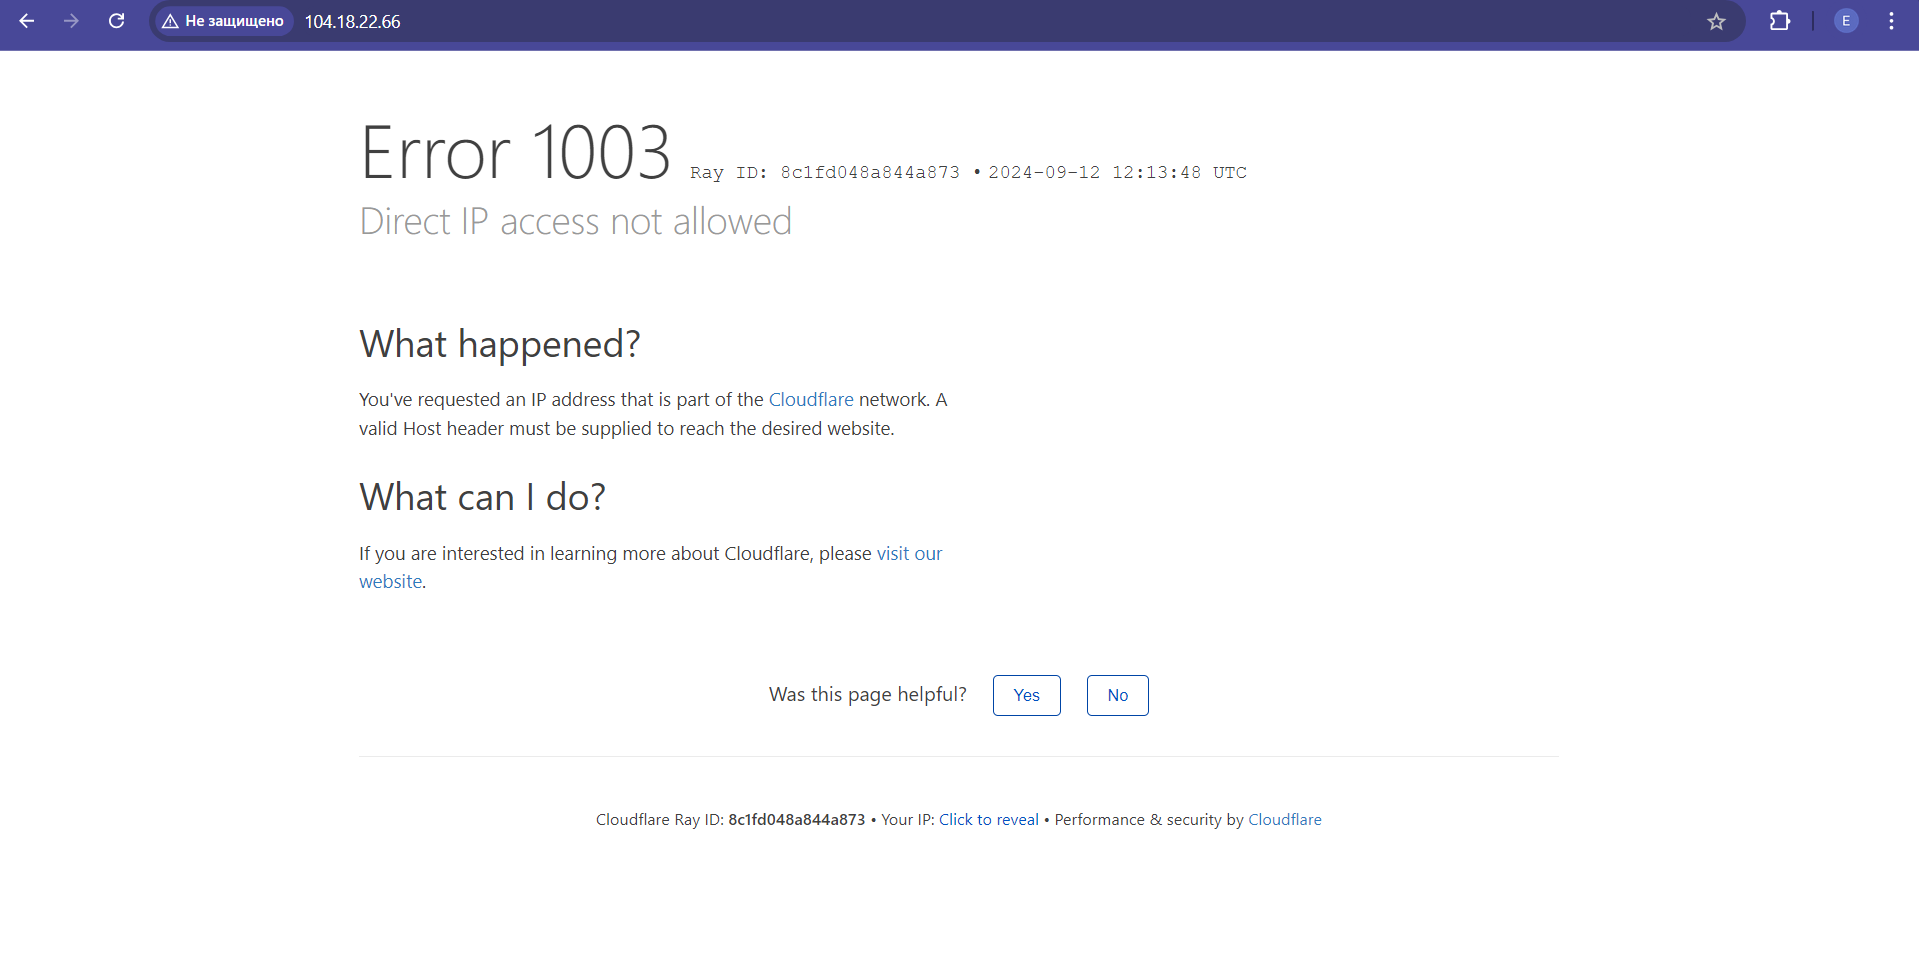 Не защищено 104.18.22.66 E
Error 1003 Ray ID: 8c1fd048a844a873 • 2024-09-12 12:13:48 UTC
Direct IP access not allowed
What happened?
You've requested an IP address that is part of the Cloudflare network. A
valid Host header must be supplied to reach the desired website.
What can I do?
If you are interested in learning more about Cloudflare, please visit our
website.
Was this page helpful? Yes No
Cloudflare Ray ID: 8c1fd048a844a873 • Your IP: Click to reveal • Performance & security by Cloudflare